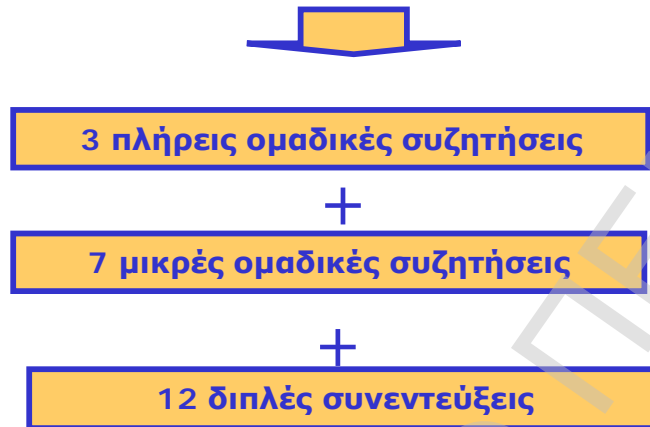 3 πλήρεις ομαδικές συζητήσεις
+
7 μικρές ομαδικές συζητήσεις
+
12 διπλές συνεντεύξεις